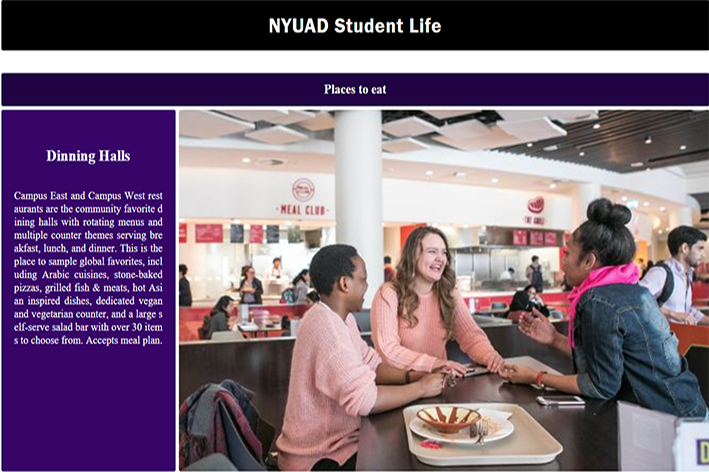 NYUAD Student Life
Places to eat
Dinning Halls
Campus East and Campus West rest
aurants are the community favorite d
ining halls with rotating menus and
multiple counter themes serving bre
akfast, lunch, and dinner. This is the
place to sample global favorites, incl
uding Arabic cuisines, stone-baked
pizzas, grilled fish & meats, hot Asi
an inspired dishes, dedicated vegan
and vegetarian counter, and a large s
elf-serve salad bar with over 30 item
s to choose from. Accepts meal plan.
MEAL CLUB
THE GRILL